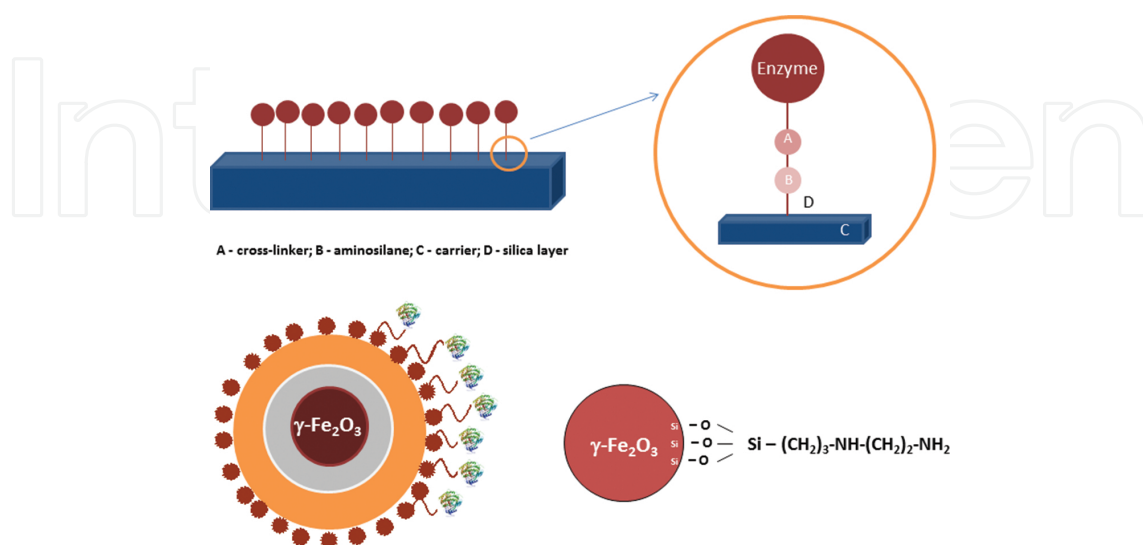 Inten
Enzyme
A
B
D
C
A - cross-linker; B - aminosilane; C - carrier; D - silica layer
γ-Fe₂O₃
γ-Fe₂O₃
Si – O
Si – O
Si – O
Si – (CH₂)₃-NH-(CH₂)₂-NH₂